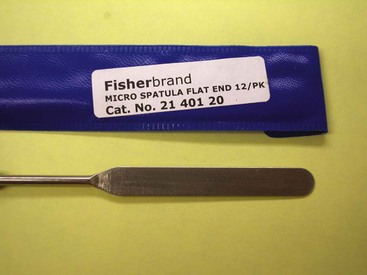 Fisherbrand
MICRO SPATULA FLAT END 12/PK
Cat. No. 21 401 20